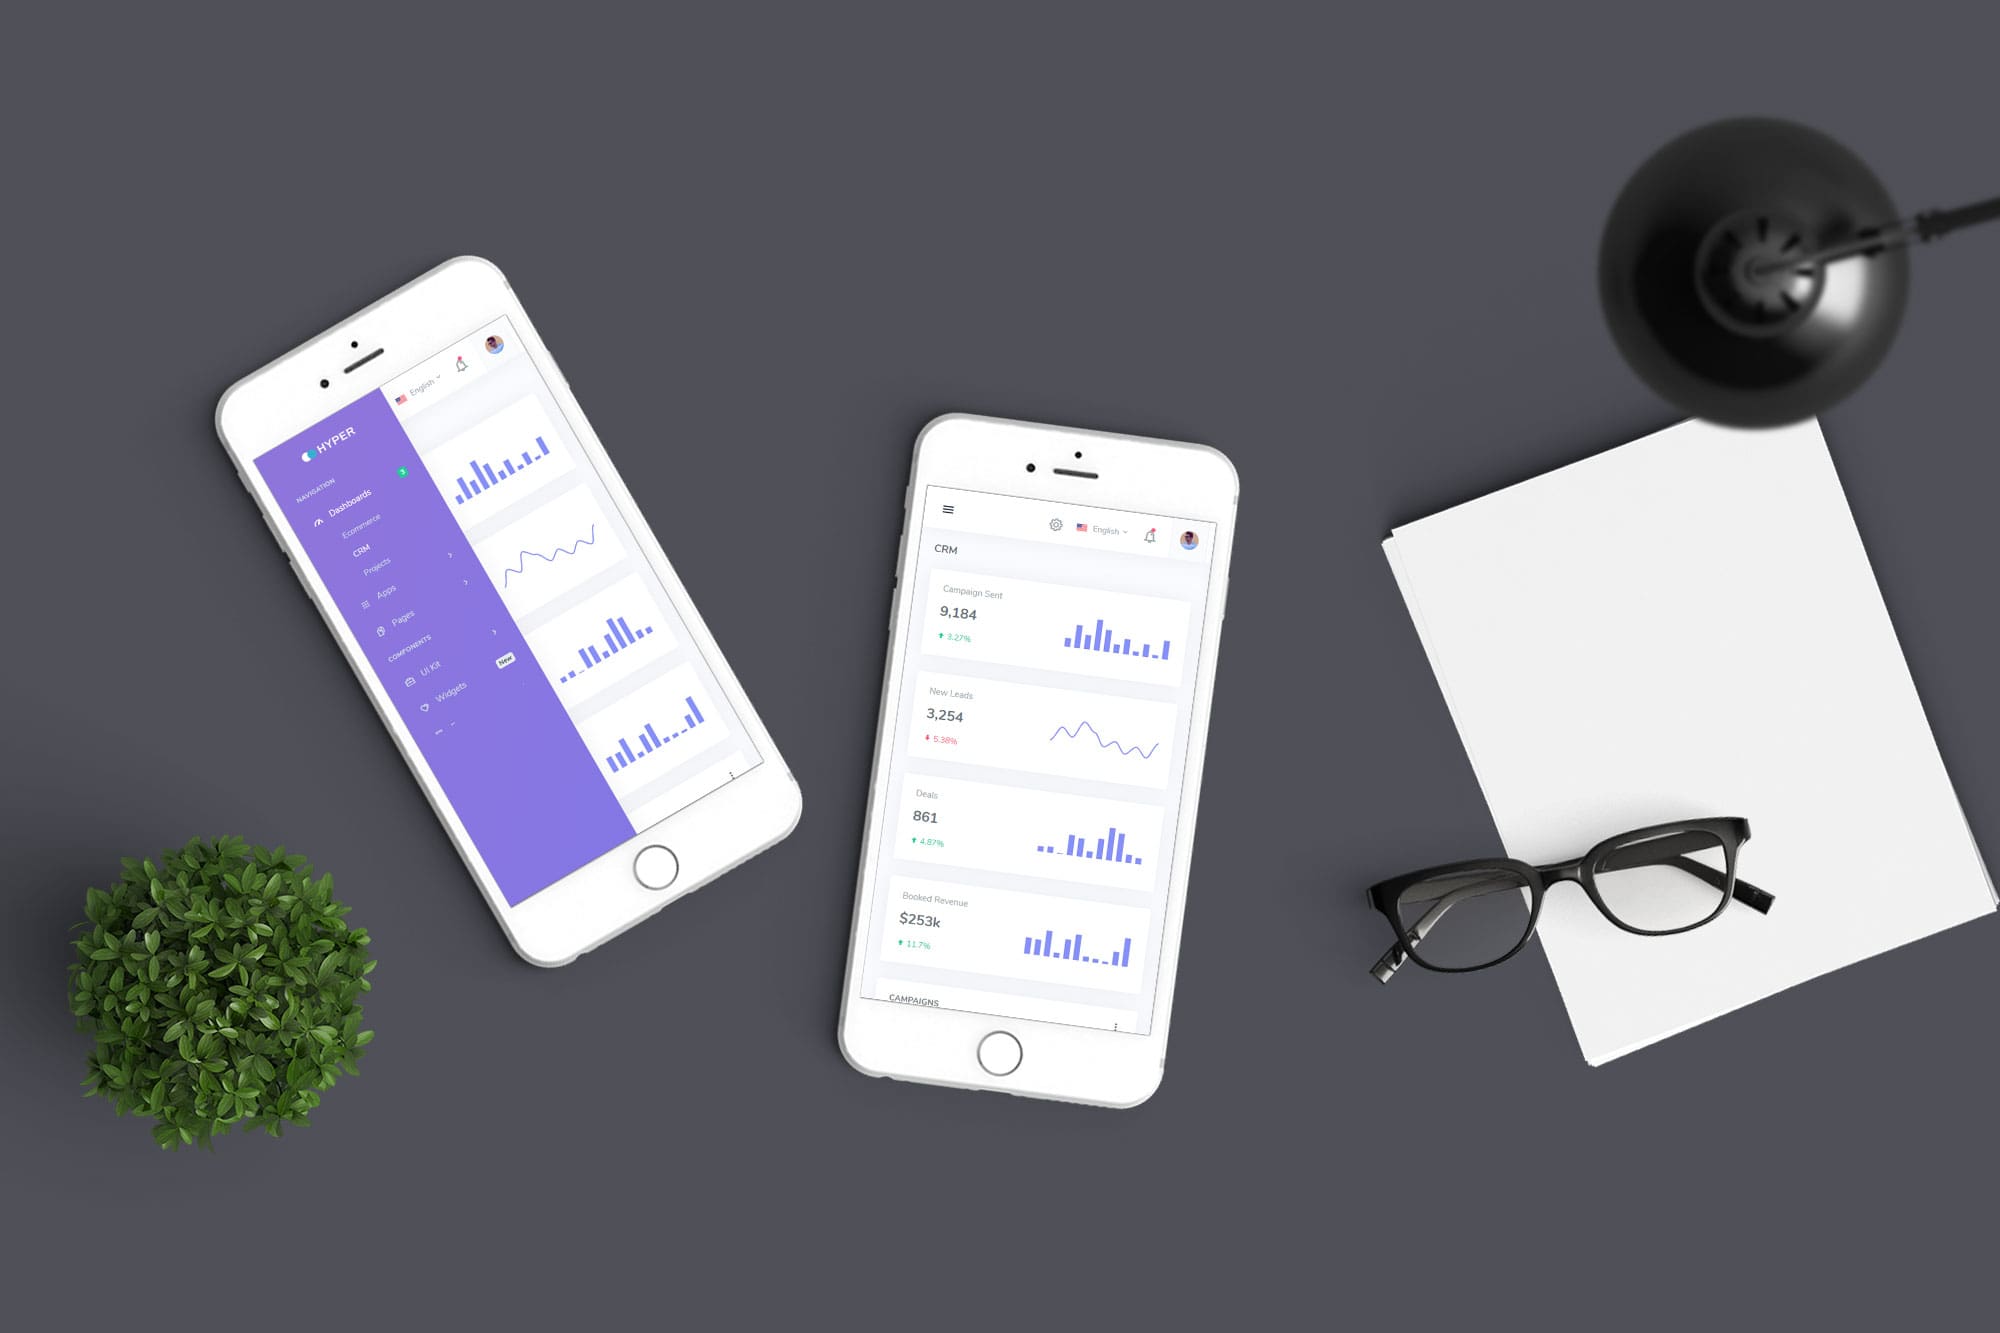 HYPER
English
NAVIGATION
Dashboards
3
Ecommerce
CRM
Projects
Apps
Pages
COMPONENTS
UI Kit
Widgets
New
English
CRM
Campaign Sent
9,184
3.27%
New Leads
3,254
5.38%
Deals
861
4.87%
Booked Revenue
$253k
11.7%
CAMPAIGNS